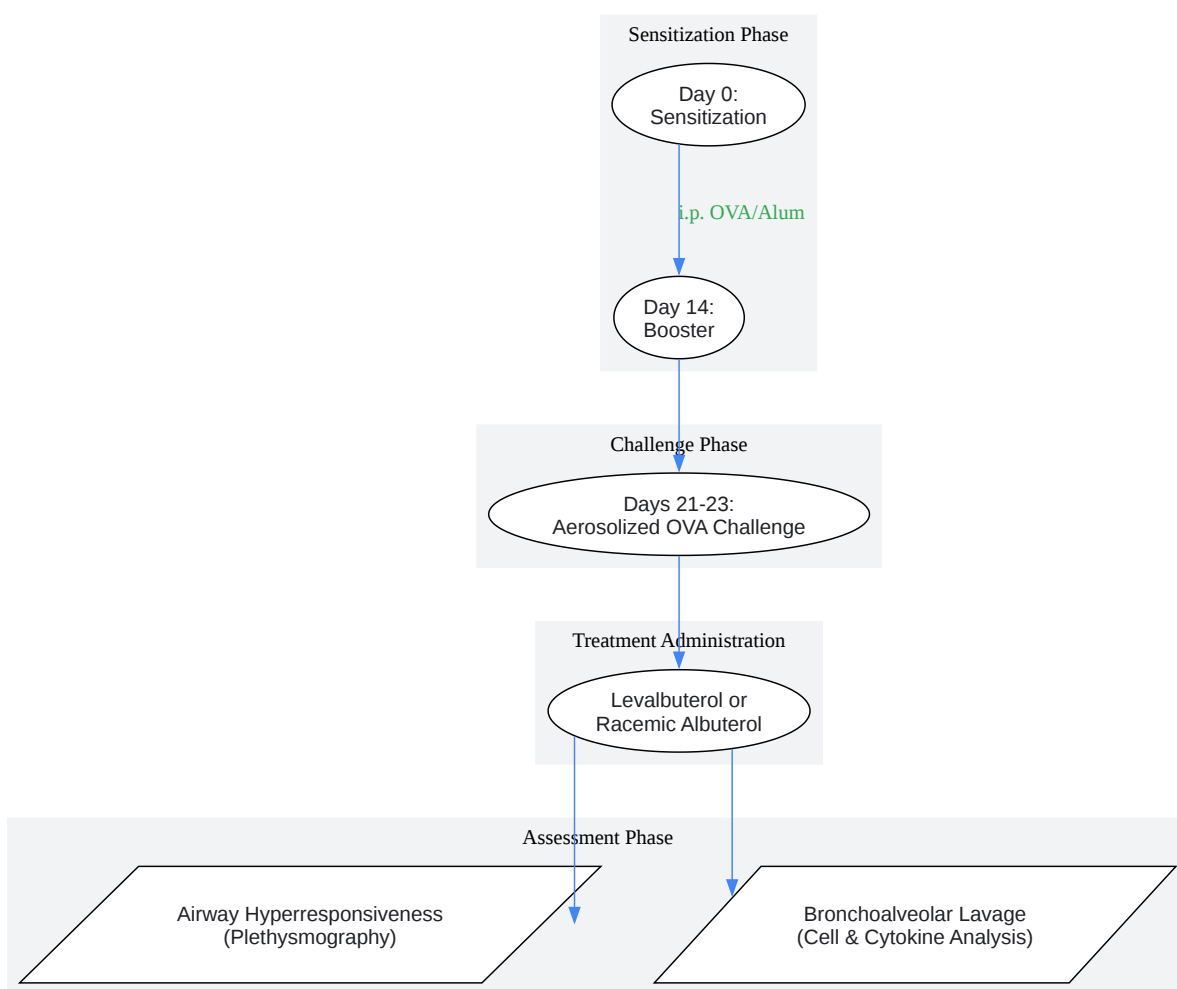 Sensitization Phase
Day 0:
Sensitization
i.p. OVA/Alum
Day 14:
Booster
Challenge Phase
Days 21-23:
Aerosolized OVA Challenge
Treatment Administration
Levalbuterol or
Racemic Albuterol
Assessment Phase
Airway Hyperresponsiveness
(Plethysmography)
Bronchoalveolar Lavage
(Cell & Cytokine Analysis)